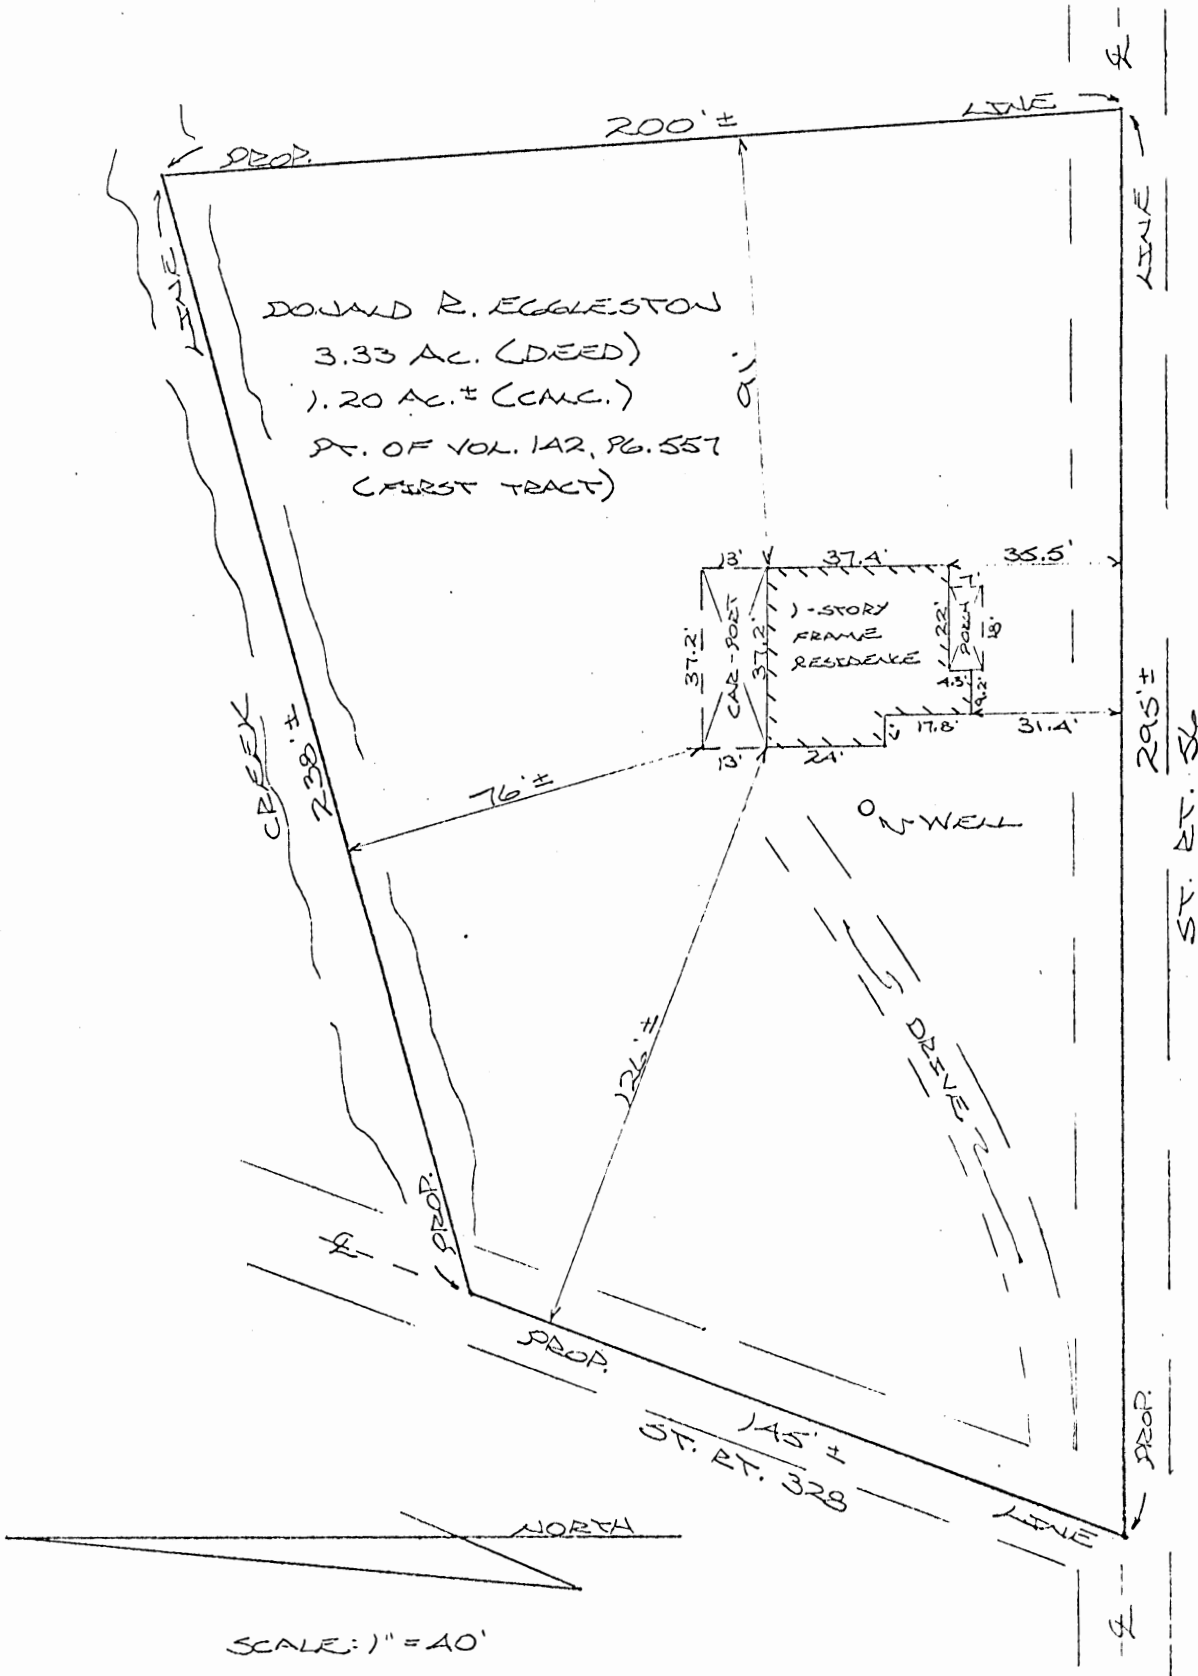 ℄
200'±
LINE
PROP.
LINE
LINE
DONALD R. EGGLESTON
3.33 AC. (DEED)
1.20 AC.± (CALC.)
PT. OF VOL. 142, PG. 557
(FIRST TRACT)
91'
13'
37.4'
35.5'
7'
37.2'
CAR-PORT
37.2'
1-STORY
FRAME
RESIDENCE
22'
PORCH
18'
4.3'
9.2'
17.8'
31.4'
13'
24'
295'±
ST. RT. 56
CREEK
238'±
76'±
WELL
126'±
DRIVE
PROP.
℄
PROP.
145'±
ST. RT. 328
LINE
PROP.
℄
NORTH
SCALE: 1" = 40'